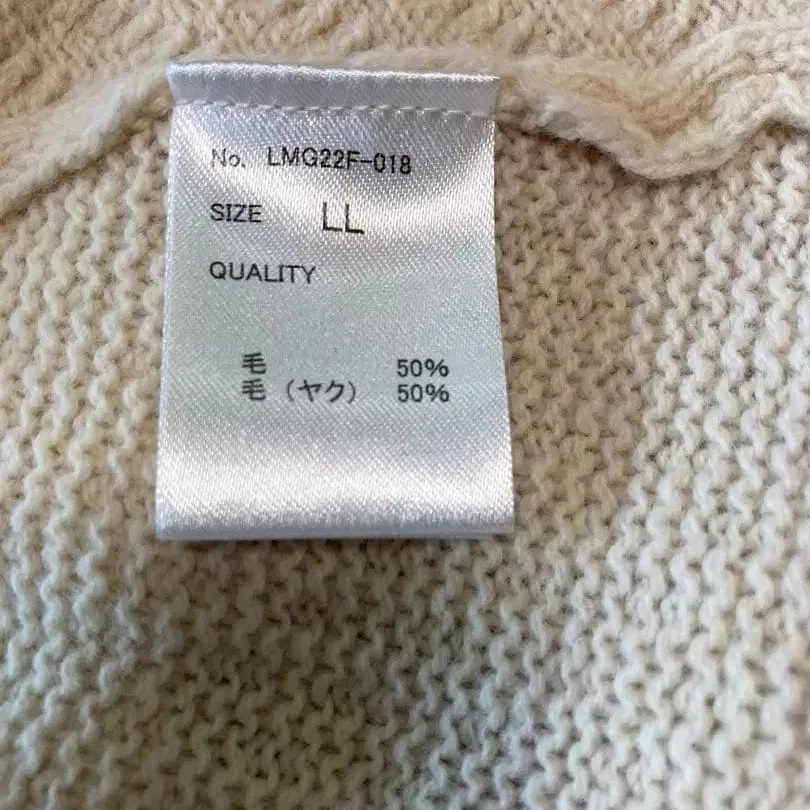 No. LMG22F-018
SIZE LL
QUALITY
毛 50%
毛 (ヤク) 50%